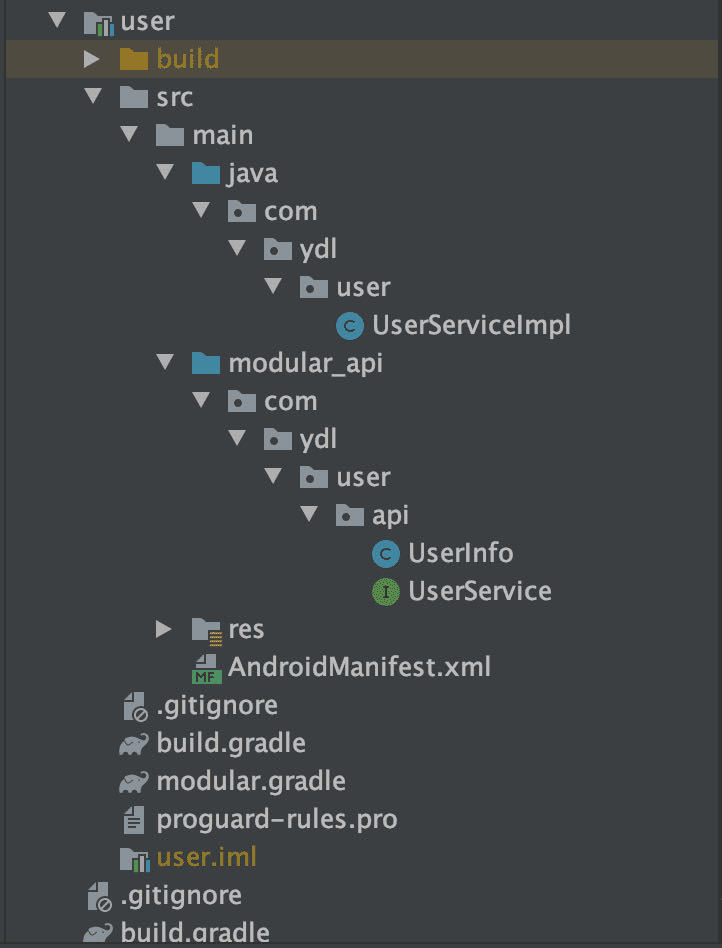 user
build
src
main
java
com
ydl
user
C UserServiceImpl
modular_api
com
ydl
user
api
C UserInfo
I UserService
res
MF AndroidManifest.xml
.gitignore
build.gradle
modular.gradle
proguard-rules.pro
user.iml
.gitignore
build.gradle